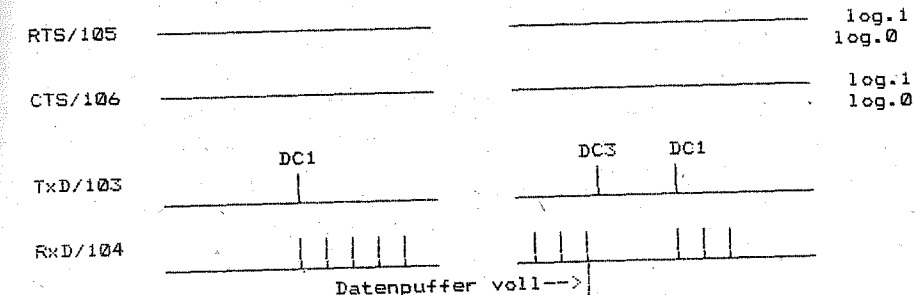 log.1
RTS/105
log.0
log.1
CTS/106
log.0
DC1
DC3 DC1
TxD/103
RxD/104
Datenpuffer voll-->